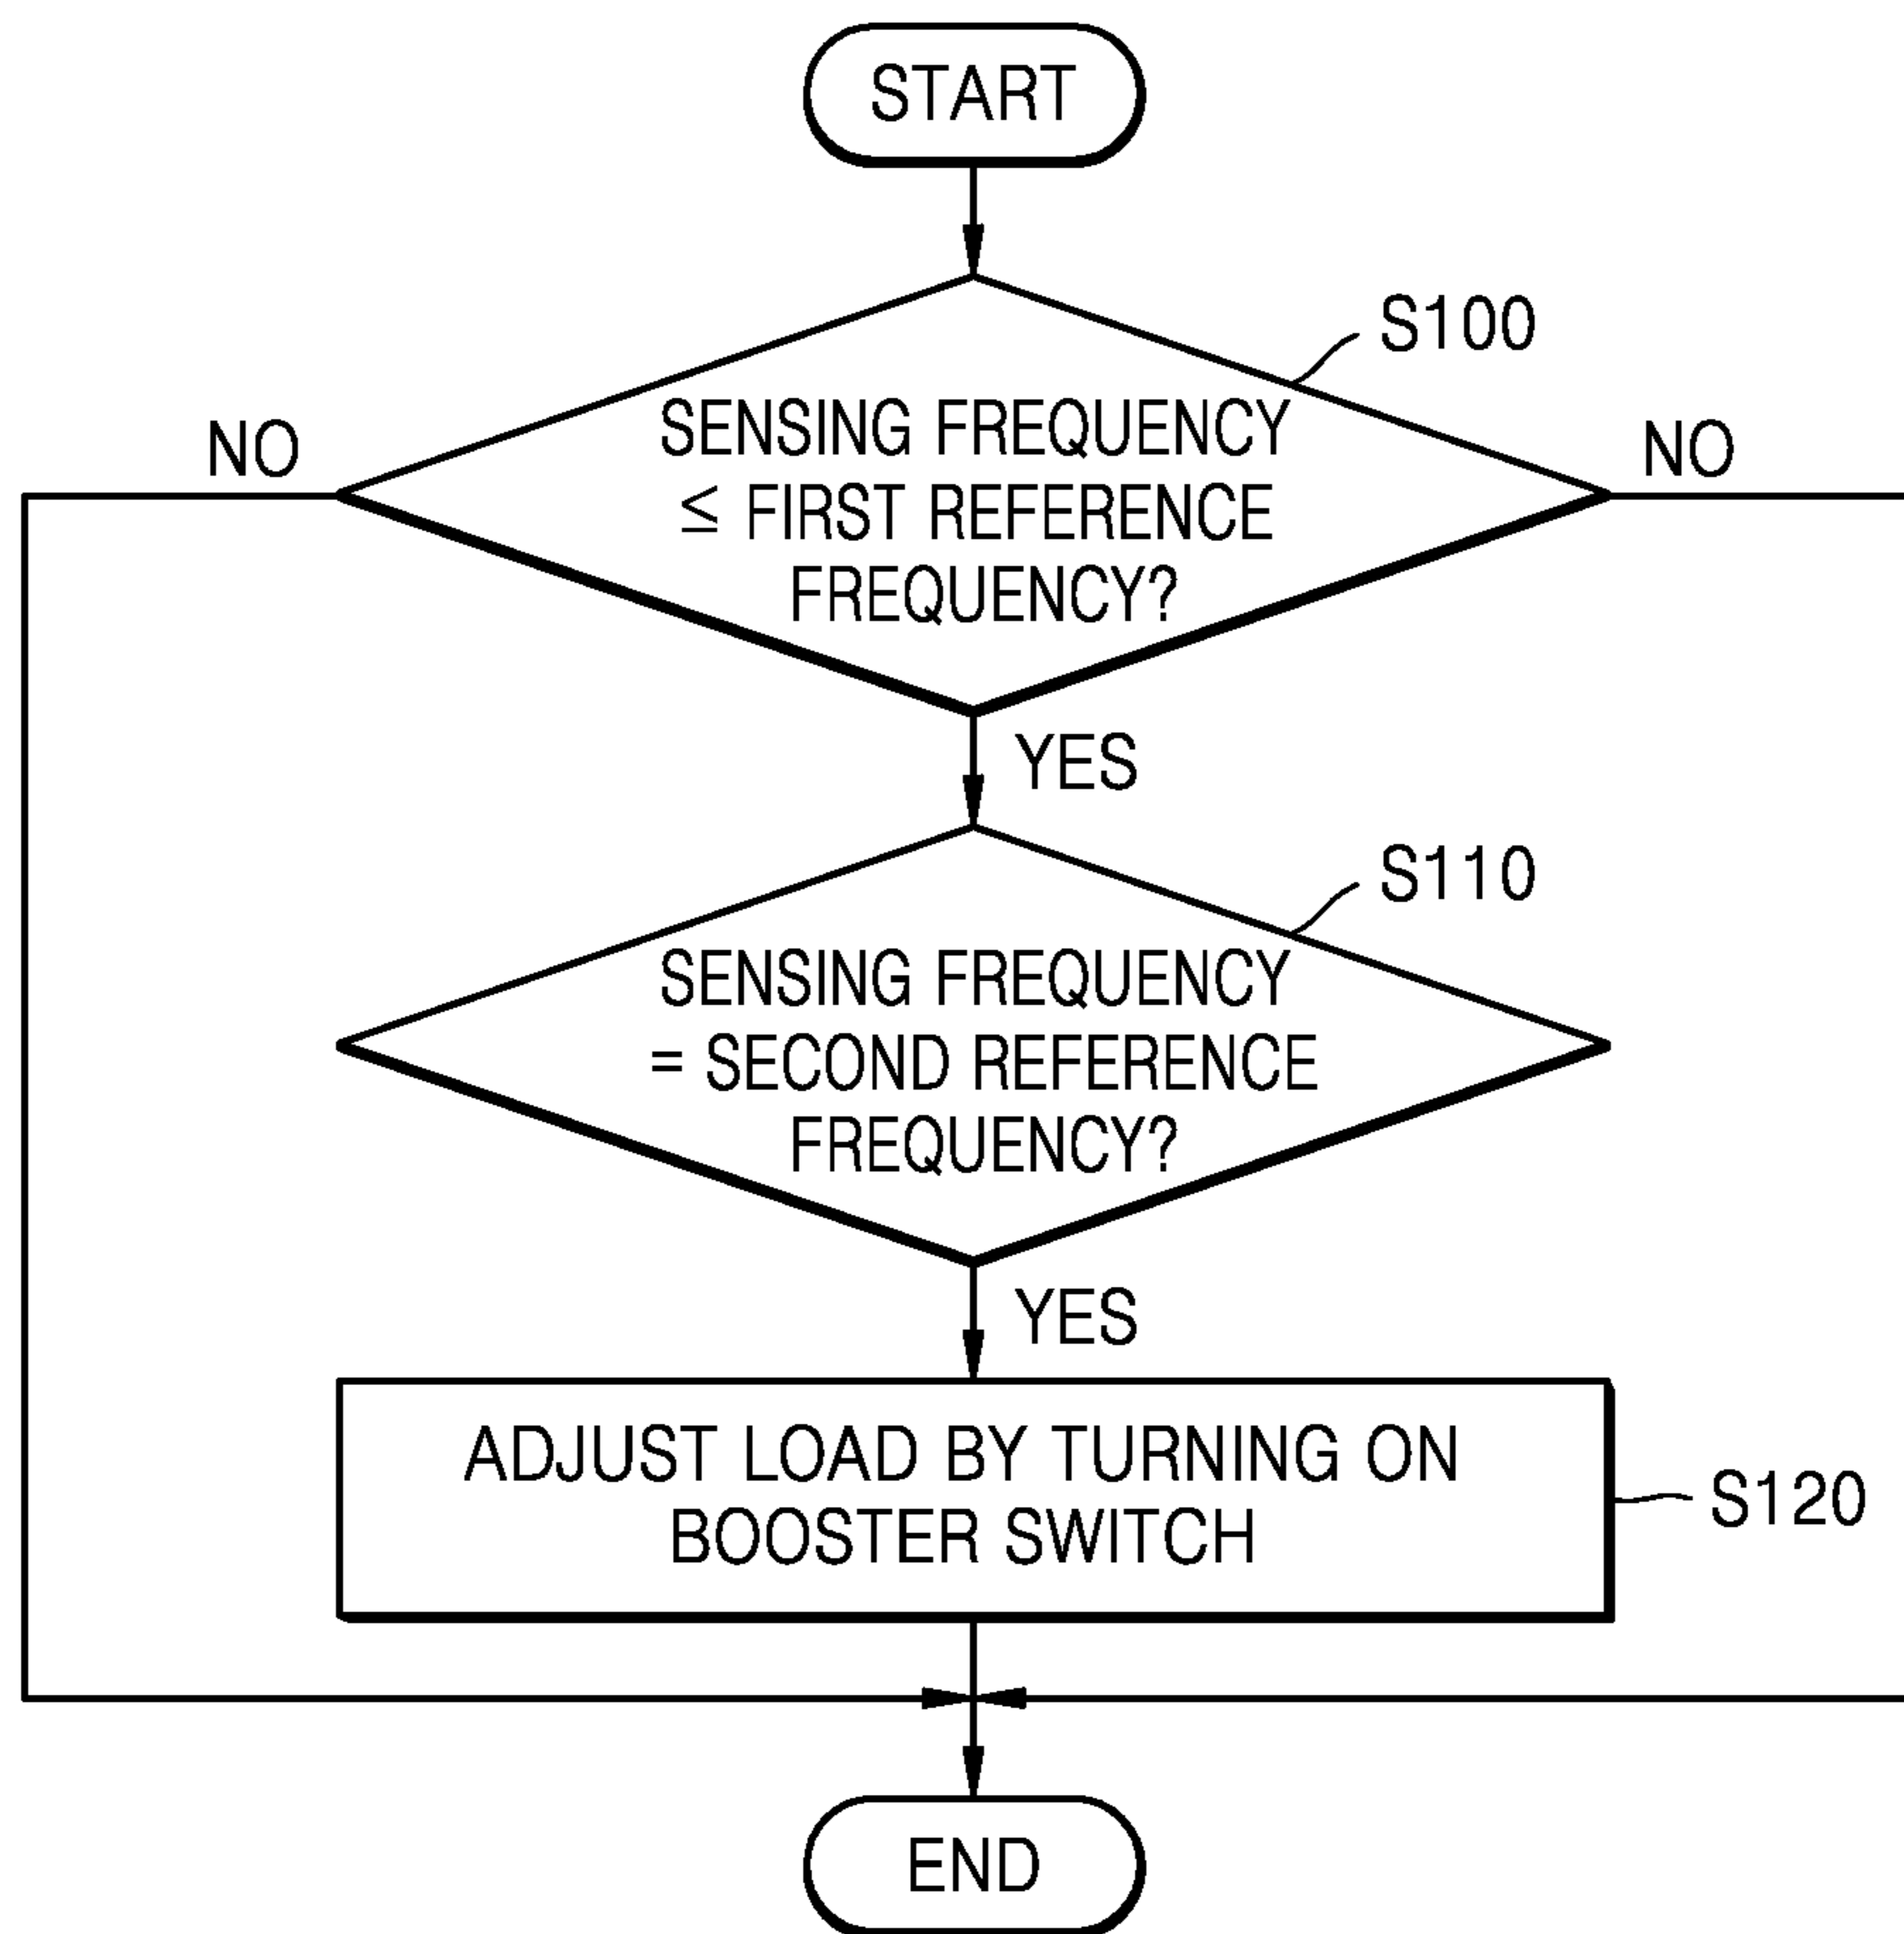 START
S100
NO
SENSING FREQUENCY
≤ FIRST REFERENCE
FREQUENCY?
NO
YES
S110
SENSING FREQUENCY
= SECOND REFERENCE
FREQUENCY?
YES
ADJUST LOAD BY TURNING ON
BOOSTER SWITCH
S120
END